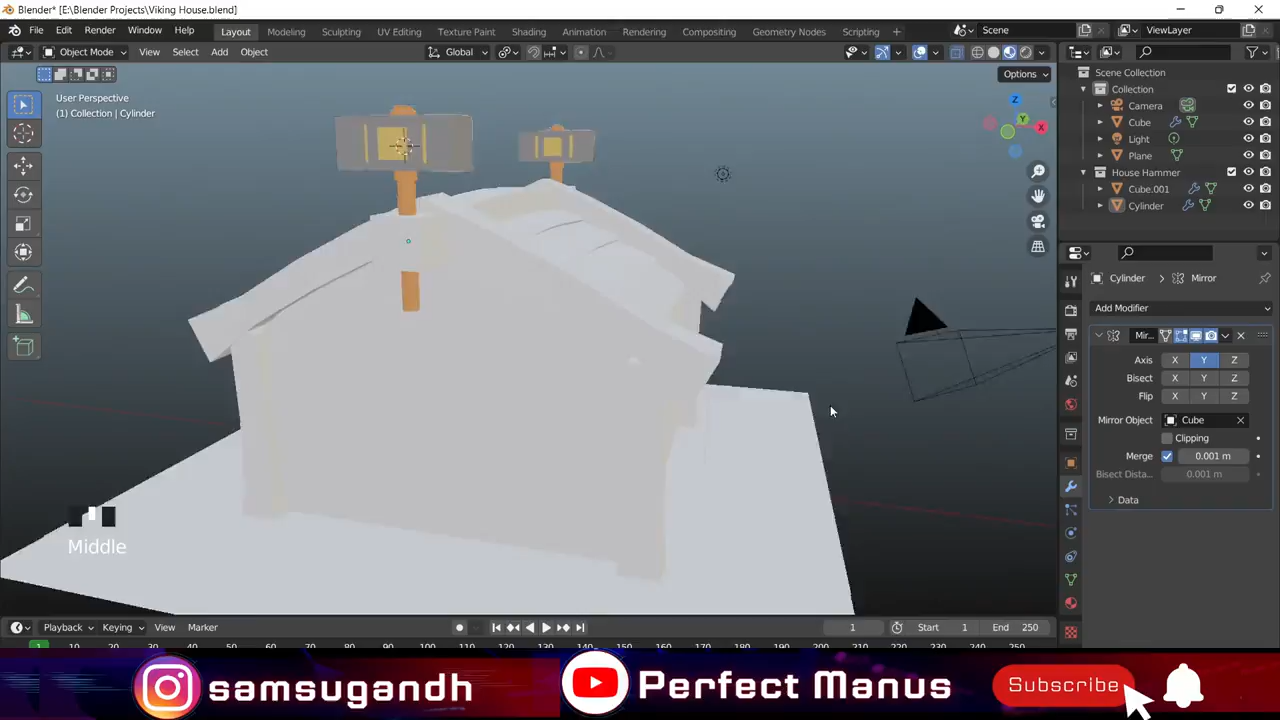 Blender* [E:\Blender Projects\Viking House.blend]
File Edit Render Window Help Layout Modeling Sculpting UV Editing Texture Paint Shading Animation Rendering Compositing Geometry Nodes Scripting + Scene ViewLayer
Object Mode View Select Add Object Global
Options
User Perspective
(1) Collection | Cylinder
Z
Y
X
Scene Collection
Collection
Camera
Cube
Light
Plane
House Hammer
Cube.001
Cylinder
Cylinder > Mirror
Add Modifier
Mir...
Axis X Y Z
Bisect X Y Z
Flip X Y Z
Mirror Object Cube
Clipping
Merge 0.001 m
Bisect Dista... 0.001 m
Data
Middle
Playback Keying View Marker 1 Start 1 End 250
1
samsugandh Perfect Manus Subscribe